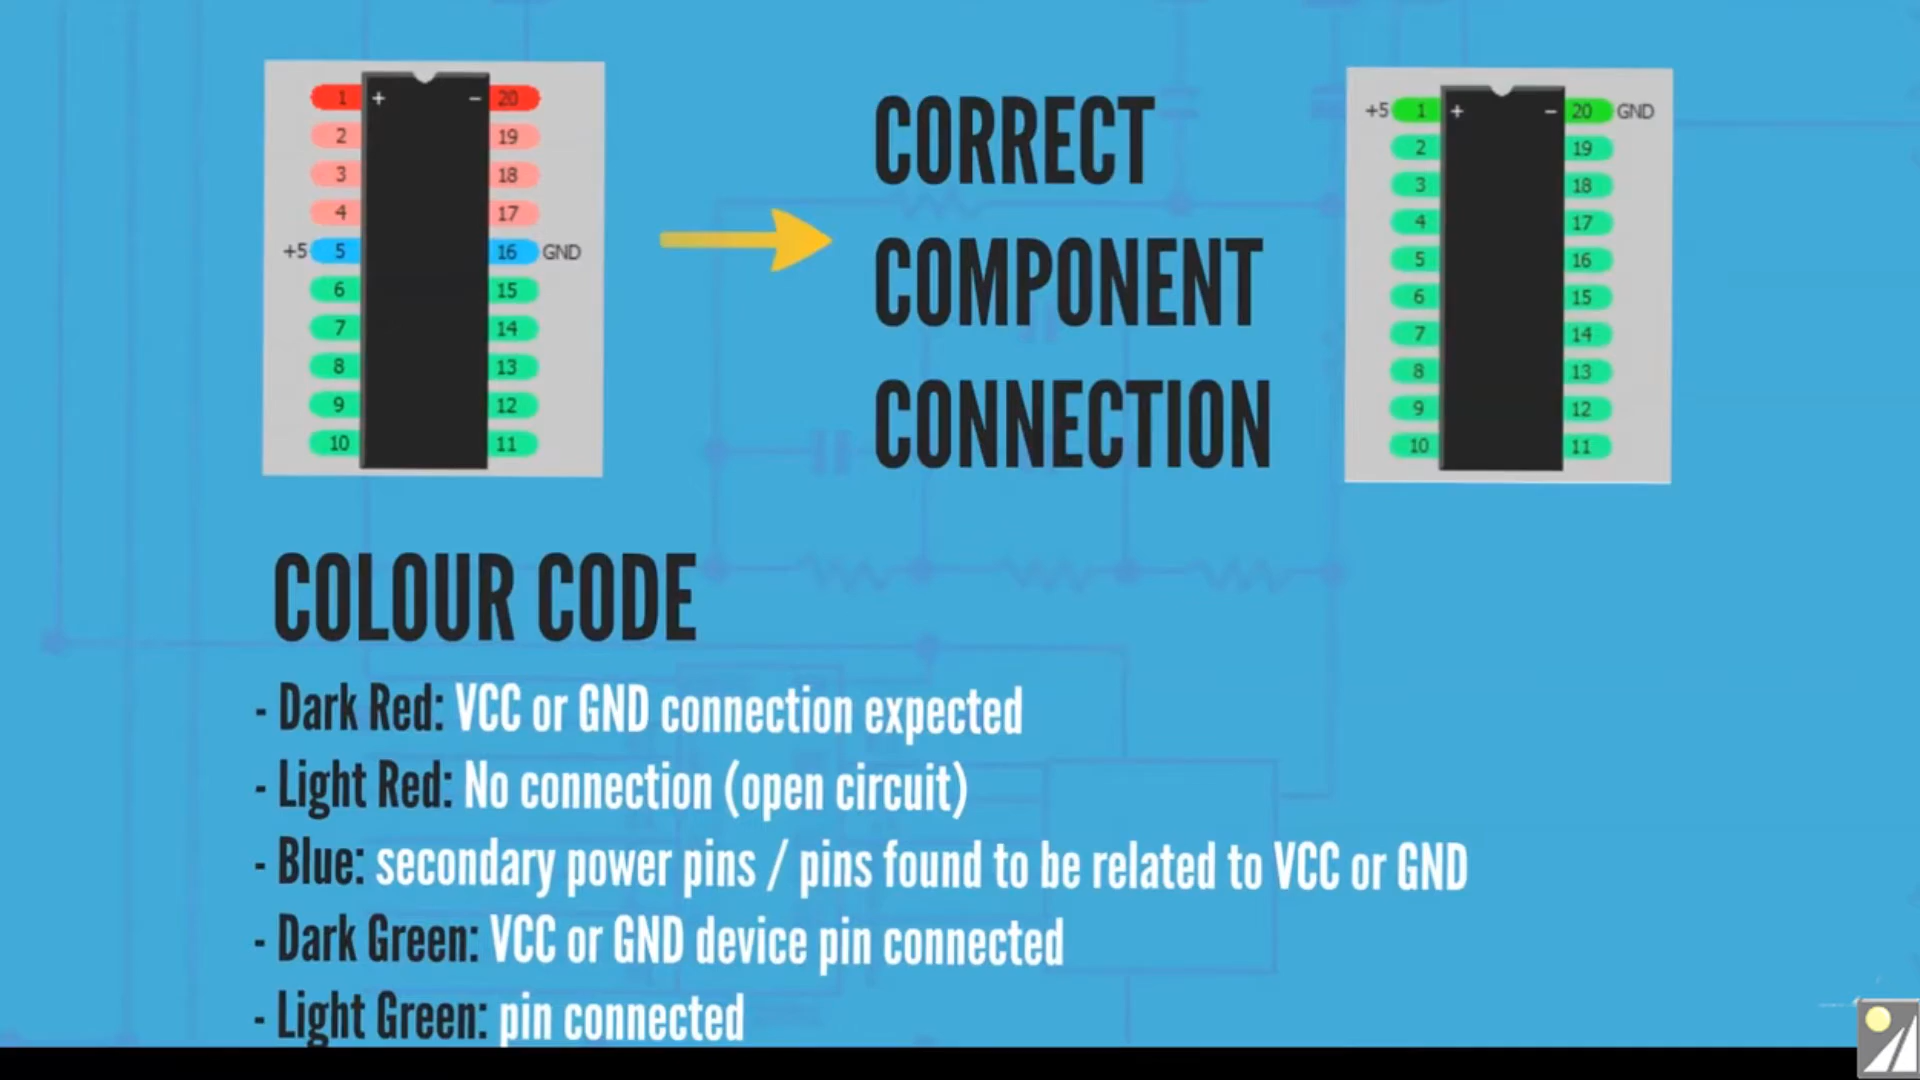 1 + − 20
2 19
3 18
4 17
+5 5 16 GND
6 15
7 14
8 13
9 12
10 11
CORRECT
COMPONENT
CONNECTION
+5 1 + − 20 GND
2 19
3 18
4 17
5 16
6 15
7 14
8 13
9 12
10 11
COLOUR CODE
- Dark Red: VCC or GND connection expected
- Light Red: No connection (open circuit)
- Blue: secondary power pins / pins found to be related to VCC or GND
- Dark Green: VCC or GND device pin connected
- Light Green: pin connected